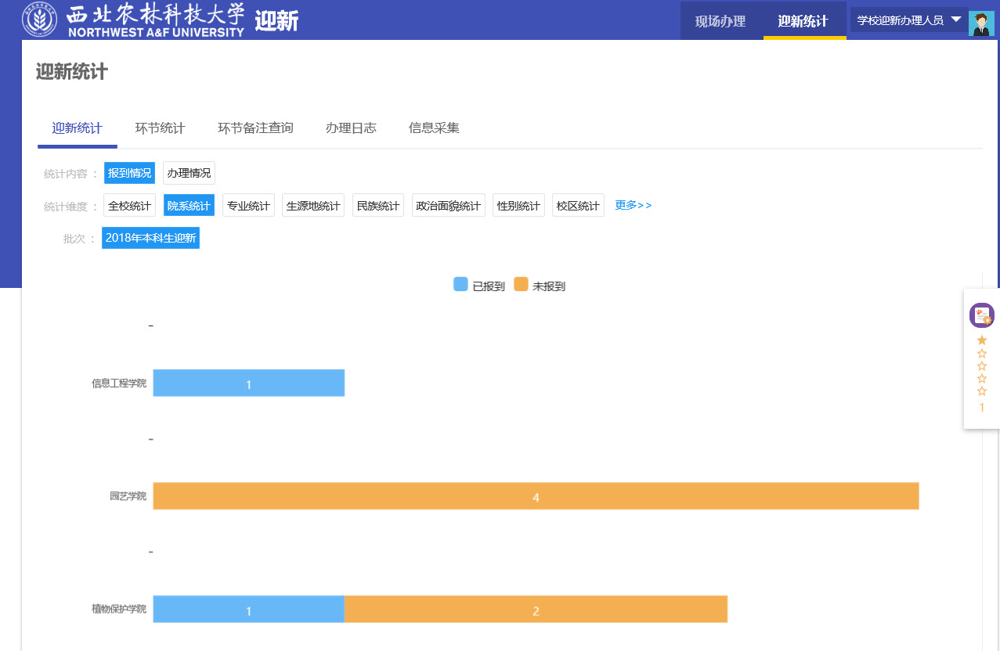 西北农林科技大学 迎新
NORTHWEST A&F UNIVERSITY
现场办理 迎新统计 学校迎新办理人员
迎新统计
迎新统计 环节统计 环节备注查询 办理日志 信息采集
统计内容 : 报到情况 办理情况
统计维度 : 全校统计 院系统计 专业统计 生源地统计 民族统计 政治面貌统计 性别统计 校区统计 更多>>
批次 : 2018年本科生迎新
已报到 未报到
信息工程学院 1
1
园艺学院 4
植物保护学院 1 2